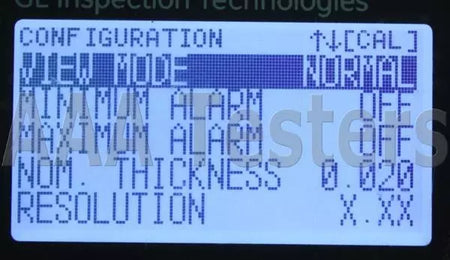 GE Inspection Technologies
CONFIGURATION ↑↓[CAL]
VIEW MODE NORMAL
MINIMUM ALARM OFF
MAXIMUM ALARM OFF
NOM. THICKNESS 0.020
RESOLUTION X.XX
AAA Testers